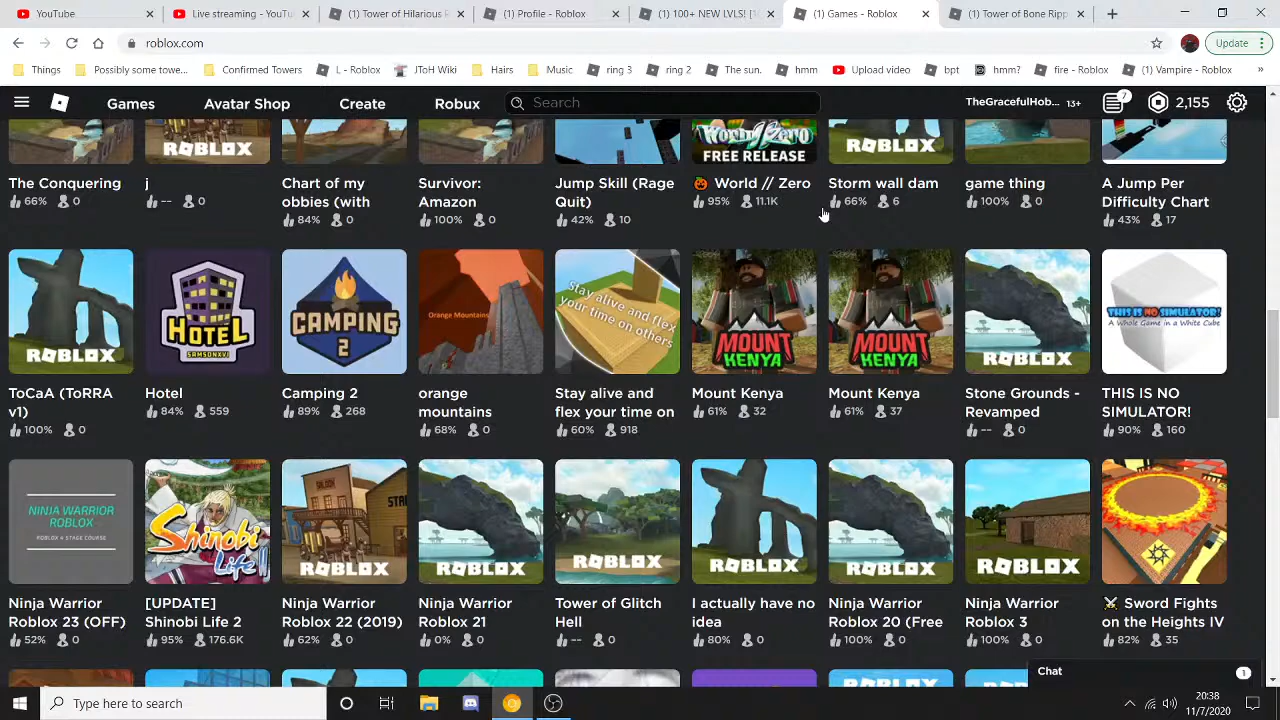 (1) YouTube
Live streaming - YouT
(1) Tower of Hilarious R
(1) Profile - Roblox
(1) 100+ NEW LVLS! [
(1) Games - Roblox
(1) Tower of Bone Ripp
roblox.com
Update
Things
Possibly some towe...
Confirmed Towers
L - Roblox
JToH Wiki
Hairs
Music
ring 3
ring 2
The sun.
hmm
Upload video
bpt
hmm?
fire - Roblox
(1) Vampire - Roblox
Games
Avatar Shop
Create
Robux
Search
TheGracefulHob...
13+
7
2,155
ROBLOX
World Zero
FREE RELEASE
ROBLOX
The Conquering
66% 0
j
-- 0
Chart of my
obbies (with
84% 0
Survivor:
Amazon
100% 0
Jump Skill (Rage
Quit)
42% 10
🎃 World // Zero
95% 11.1K
Storm wall dam
66% 6
game thing
100% 0
A Jump Per
Difficulty Chart
43% 17
ROBLOX
HOTEL
SAMSONXVI
CAMPING
2
Orange Mountains
Stay alive and flex
your time on others
MOUNT
KENYA
MOUNT
KENYA
ROBLOX
THIS IS NO SIMULATOR!
A Whole Game in a White Cube
ToCaA (ToRRA
v1)
100% 0
Hotel
84% 559
Camping 2
89% 268
orange
mountains
68% 0
Stay alive and
flex your time on
60% 918
Mount Kenya
61% 32
Mount Kenya
61% 37
Stone Grounds -
Revamped
-- 0
THIS IS NO
SIMULATOR!
90% 160
NINJA WARRIOR
ROBLOX
ROBLOX 4 STAGE COURSE
Shinobi
Life II
SALOON
ROBLOX
ROBLOX
ROBLOX
ROBLOX
ROBLOX
ROBLOX
Ninja Warrior
Roblox 23 (OFF)
52% 0
[UPDATE]
Shinobi Life 2
95% 176.6K
Ninja Warrior
Roblox 22 (2019)
62% 0
Ninja Warrior
Roblox 21
0% 0
Tower of Glitch
Hell
-- 0
I actually have no
idea
80% 0
Ninja Warrior
Roblox 20 (Free
100% 0
Ninja Warrior
Roblox 3
100% 0
⚔️ Sword Fights
on the Heights IV
82% 35
Chat
1
Type here to search
20:38
11/7/2020